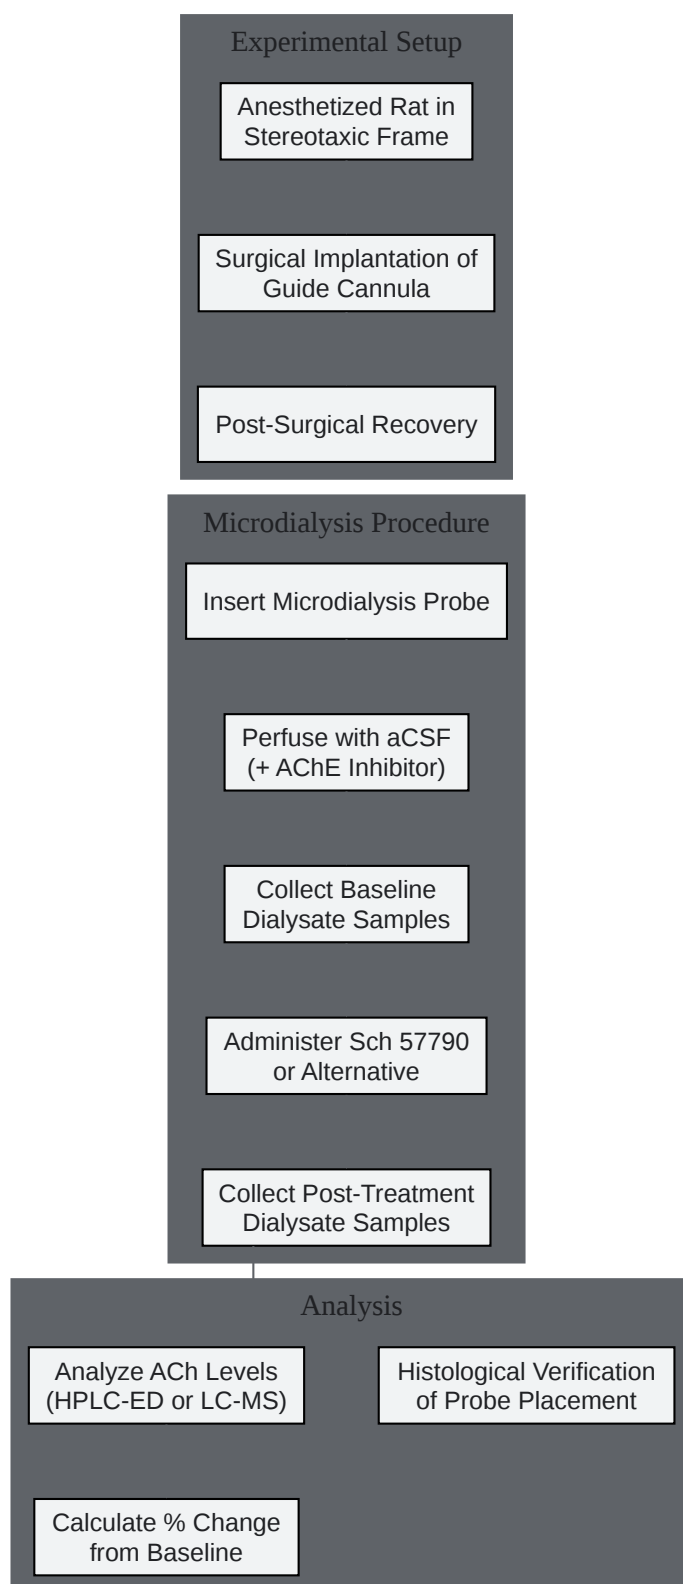 Experimental Setup
Anesthetized Rat in
Stereotaxic Frame
Surgical Implantation of
Guide Cannula
Post-Surgical Recovery
Microdialysis Procedure
Insert Microdialysis Probe
Perfuse with aCSF
(+ AChE Inhibitor)
Collect Baseline
Dialysate Samples
Administer Sch 57790
or Alternative
Collect Post-Treatment
Dialysate Samples
Analysis
Analyze ACh Levels
(HPLC-ED or LC-MS)
Histological Verification
of Probe Placement
Calculate % Change
from Baseline